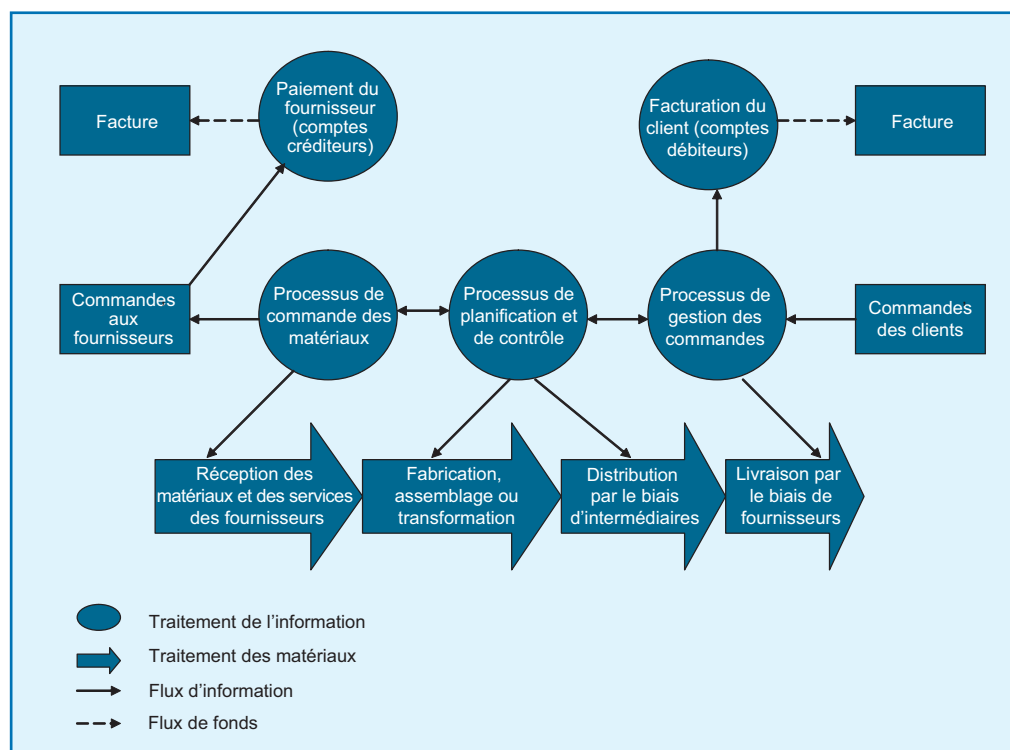 Facture
Paiement du
fournisseur
(comptes
créditeurs)
Facturation du
client (comptes
débiteurs)
Facture
Commandes
aux
fournisseurs
Processus de
commande des
matériaux
Processus de
planification et
de contrôle
Processus de
gestion des
commandes
Commandes
des clients
Réception des
matériaux et des services
des fournisseurs
Fabrication,
assemblage ou
transformation
Distribution
par le biais
d’intermédiaires
Livraison par
le biais de
fournisseurs
Traitement de l’information
Traitement des matériaux
Flux d’information
Flux de fonds